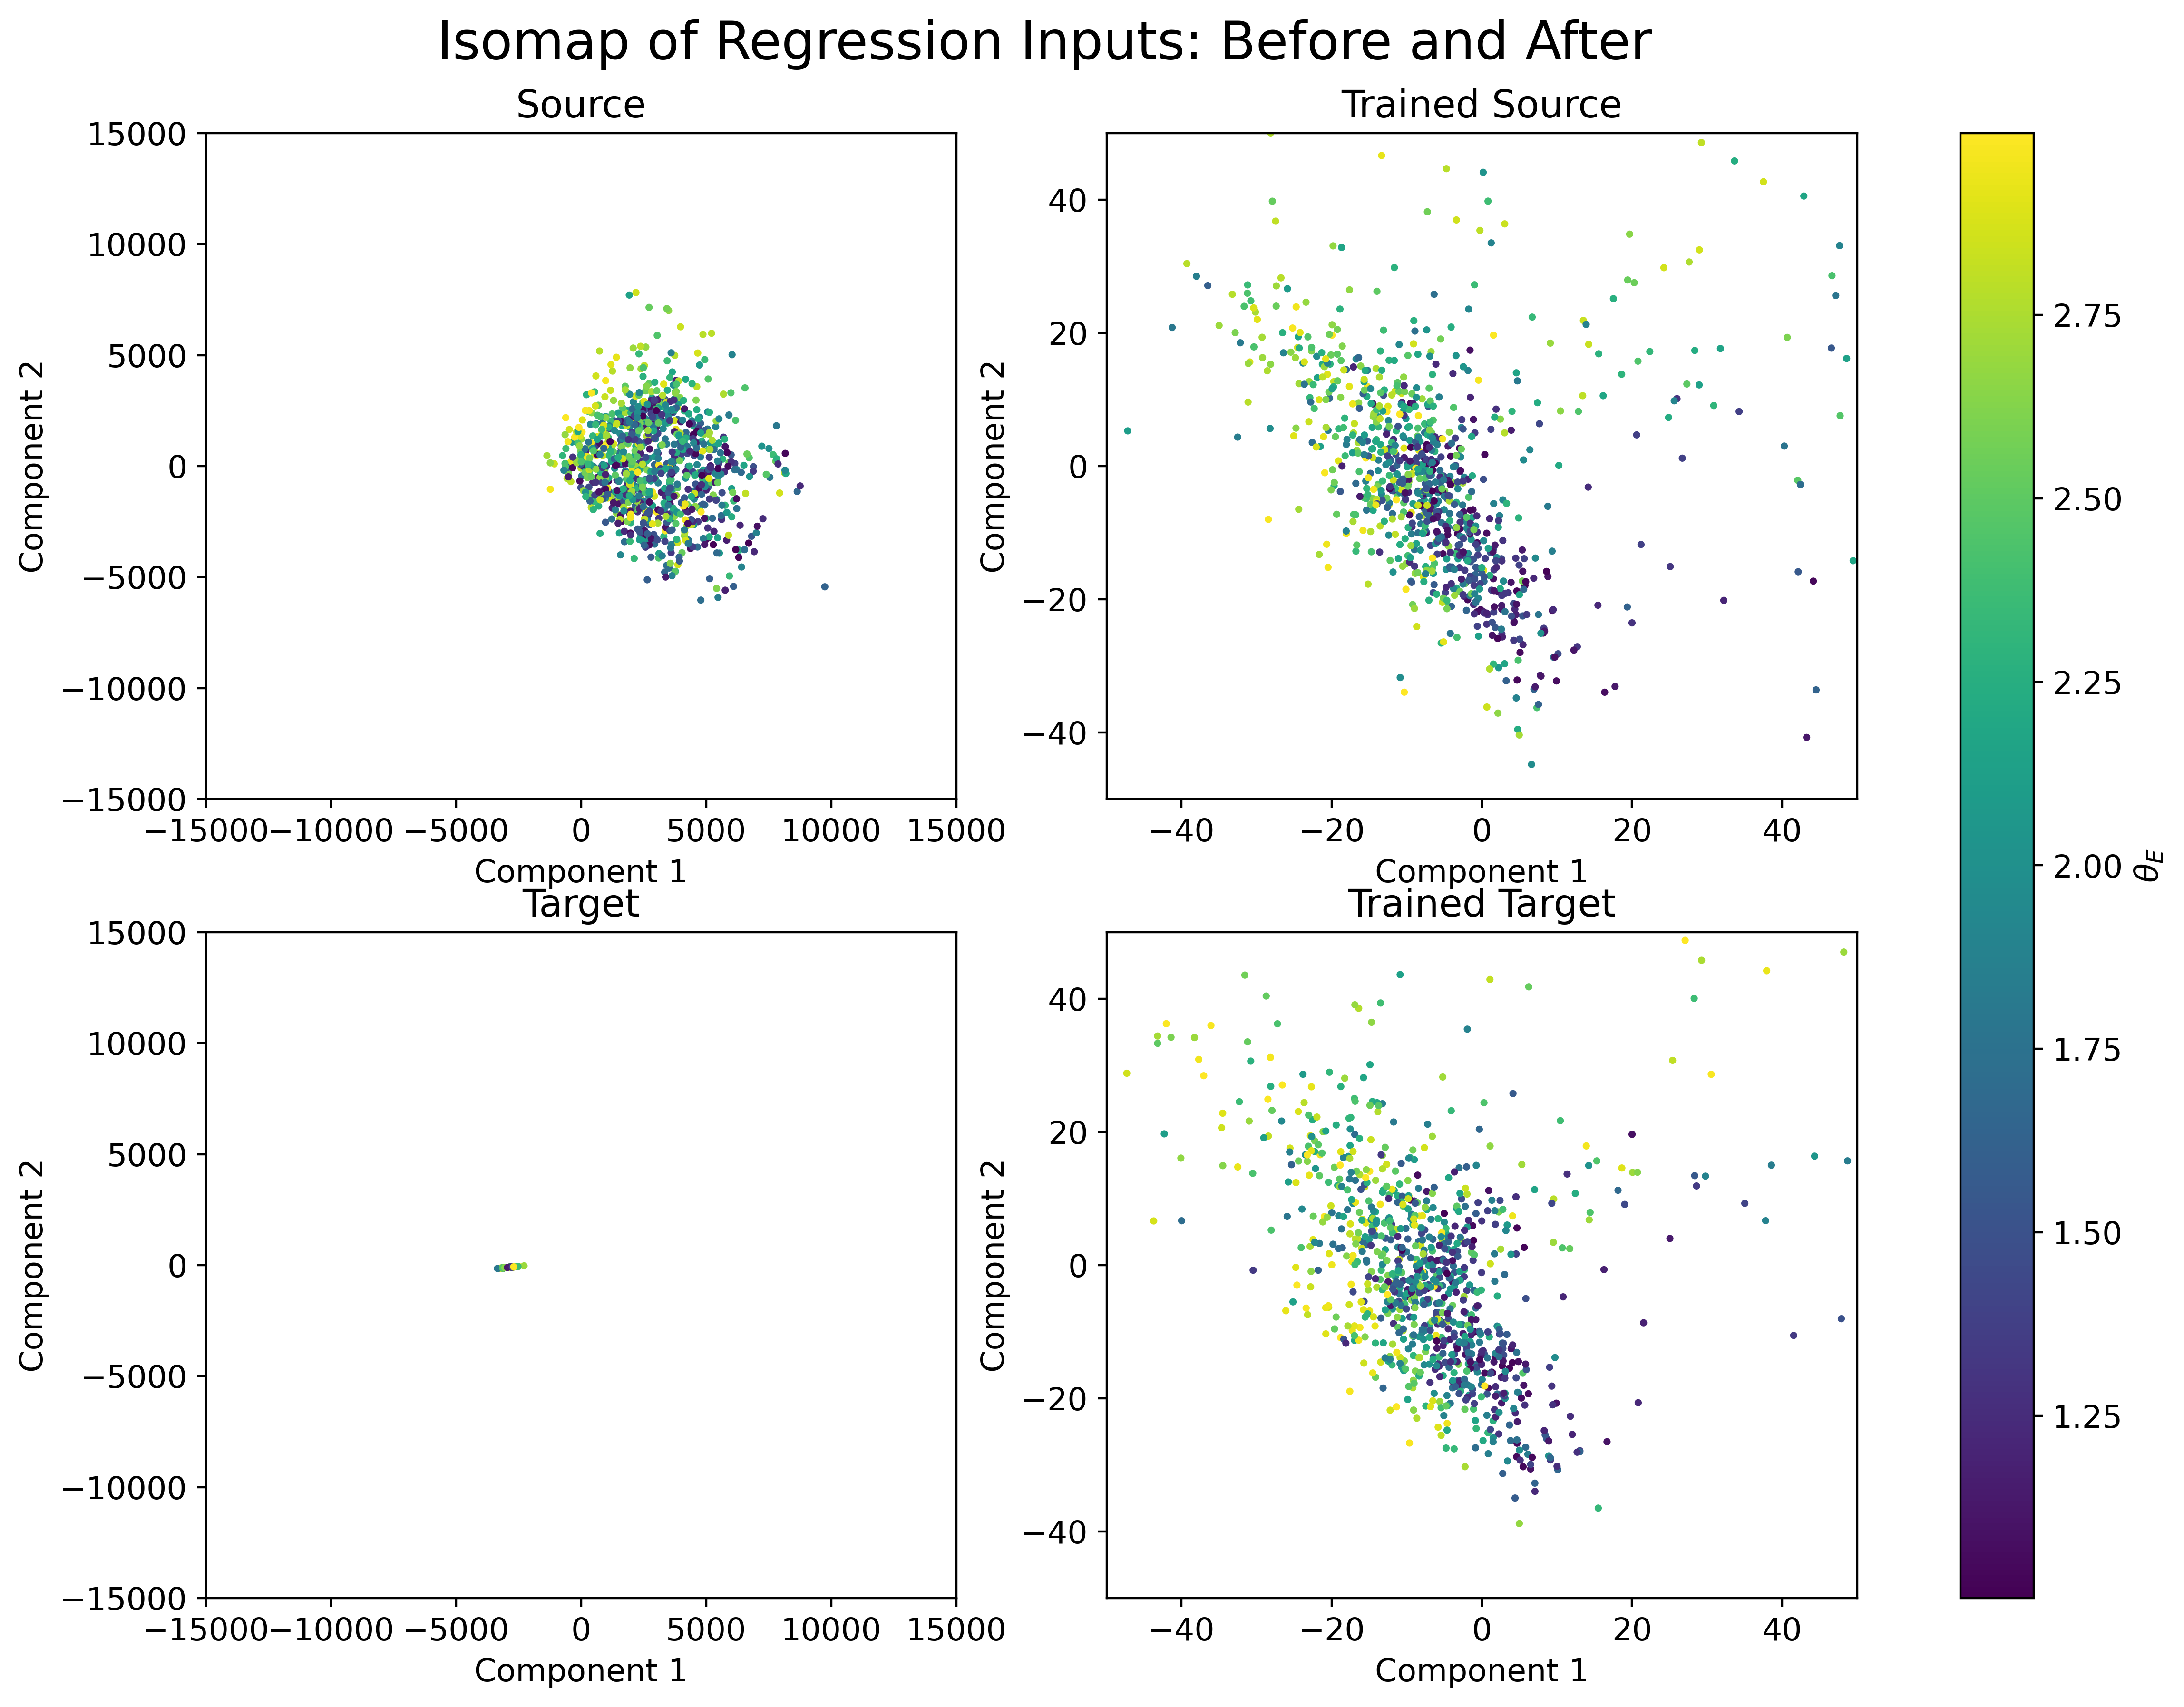 Isomap of Regression Inputs: Before and After
Source
15000
10000
5000
0
−5000
−10000
−15000
Component 2
−15000 −10000 −5000 0 5000 10000 15000
Component 1
Trained Source
40
20
0
−20
−40
Component 2
−40 −20 0 20 40
Component 1
Target
15000
10000
5000
0
−5000
−10000
−15000
Component 2
−15000 −10000 −5000 0 5000 10000 15000
Component 1
Trained Target
40
20
0
−20
−40
Component 2
−40 −20 0 20 40
Component 1
2.75
2.50
2.25
2.00
1.75
1.50
1.25
θ_E